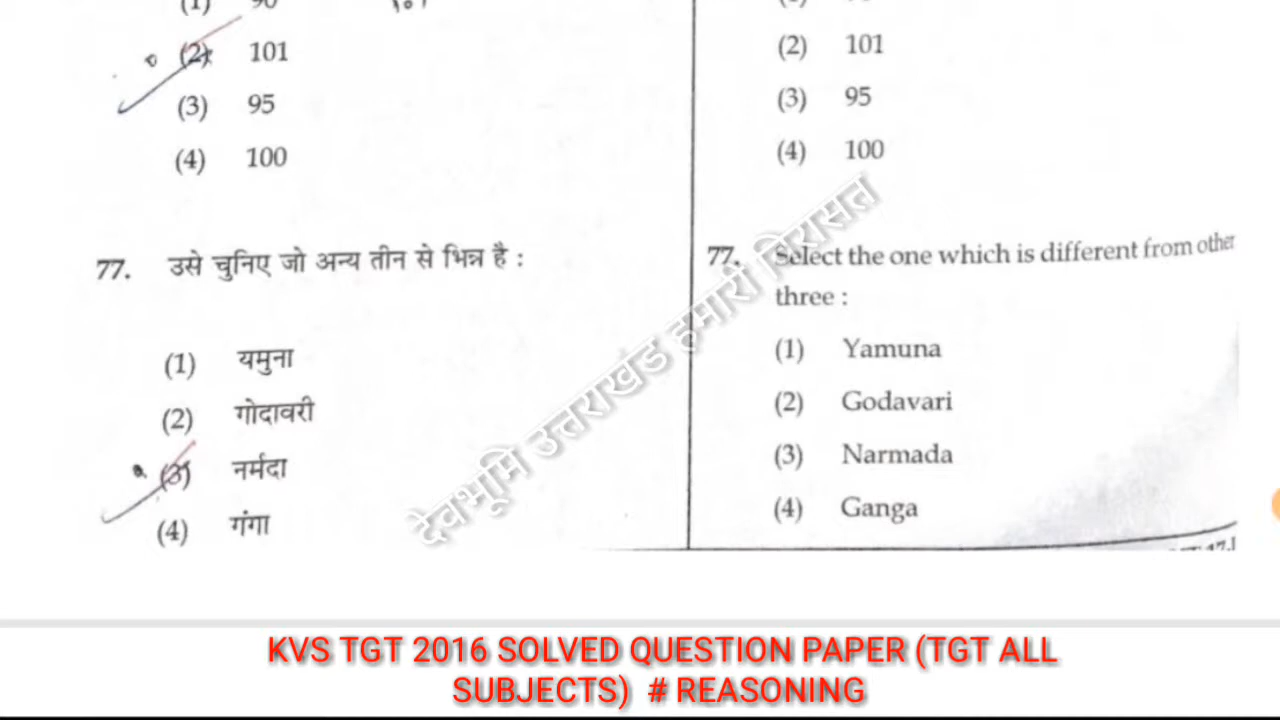 (2) 101
(3) 95
(4) 100
77. उसे चुनिए जो अन्य तीन से भिन्न है :
(1) यमुना
(2) गोदावरी
(3) नर्मदा
(4) गंगा
(2) 101
(3) 95
(4) 100
77. Select the one which is different from other
three :
(1) Yamuna
(2) Godavari
(3) Narmada
(4) Ganga
देवभूमि उत्तराखंड हमारी विरासत
KVS TGT 2016 SOLVED QUESTION PAPER (TGT ALL
SUBJECTS) # REASONING